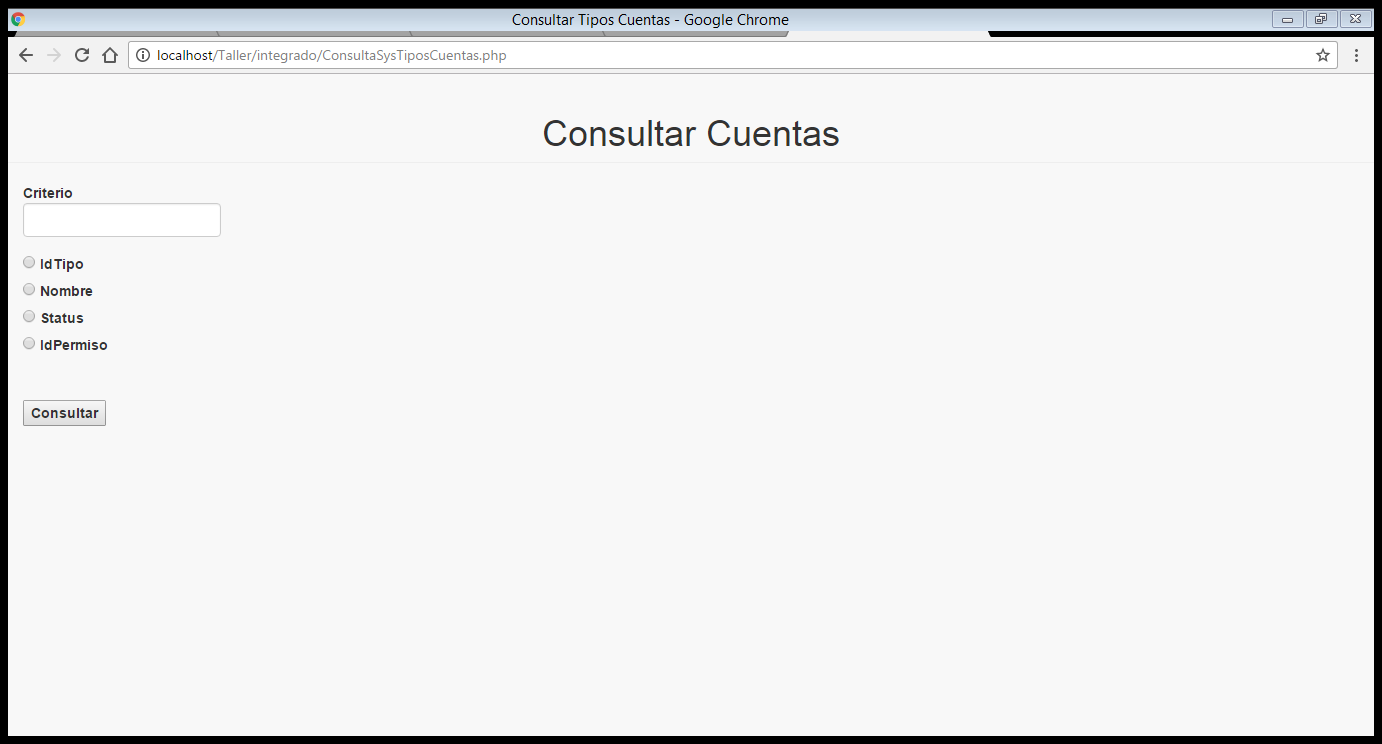 Consultar Tipos Cuentas - Google Chrome
localhost/Taller/integrado/ConsultaSysTiposCuentas.php
Consultar Cuentas
Criterio
IdTipo
Nombre
Status
IdPermiso
Consultar